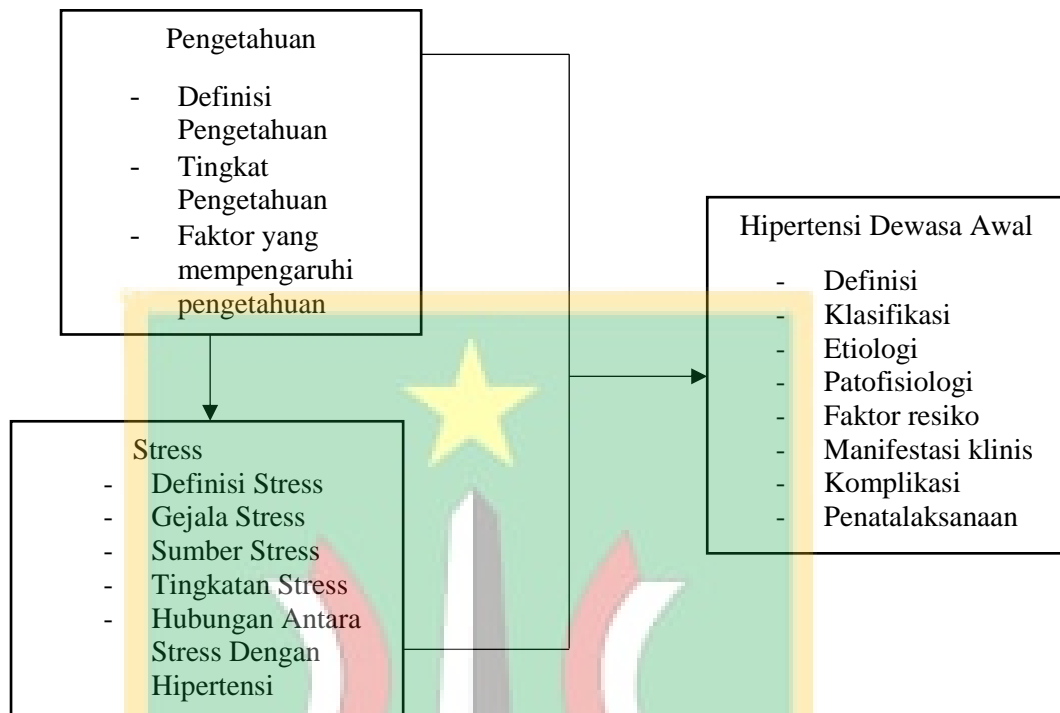 Pengetahuan
- Definisi
Pengetahuan
- Tingkat
Pengetahuan
- Faktor yang
mempengaruhi
pengetahuan
Stress
- Definisi Stress
- Gejala Stress
- Sumber Stress
- Tingkatan Stress
- Hubungan Antara
Stress Dengan
Hipertensi
Hipertensi Dewasa Awal
- Definisi
- Klasifikasi
- Etiologi
- Patofisiologi
- Faktor resiko
- Manifestasi klinis
- Komplikasi
- Penatalaksanaan